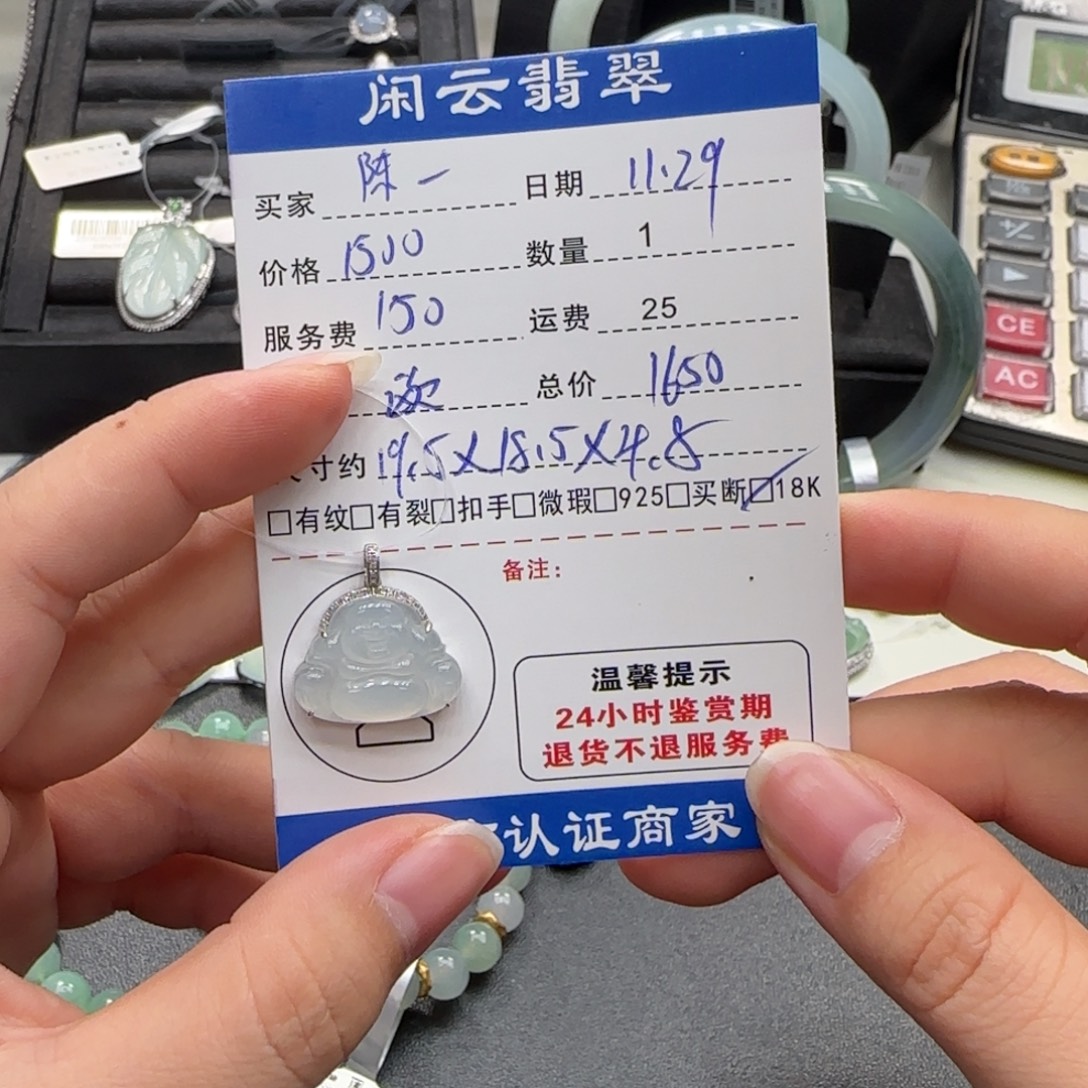 闲云翡翠
买家 陈一 日期 11.29
价格 1500 数量 1
服务费 150 运费 25
总价 1650
寸约 19.5X18.5X4.8
□有纹□有裂□扣手□微瑕□925□买断☑18K
备注:
温馨提示
24小时鉴赏期
退货不退服务费
认证商家
CE
AC